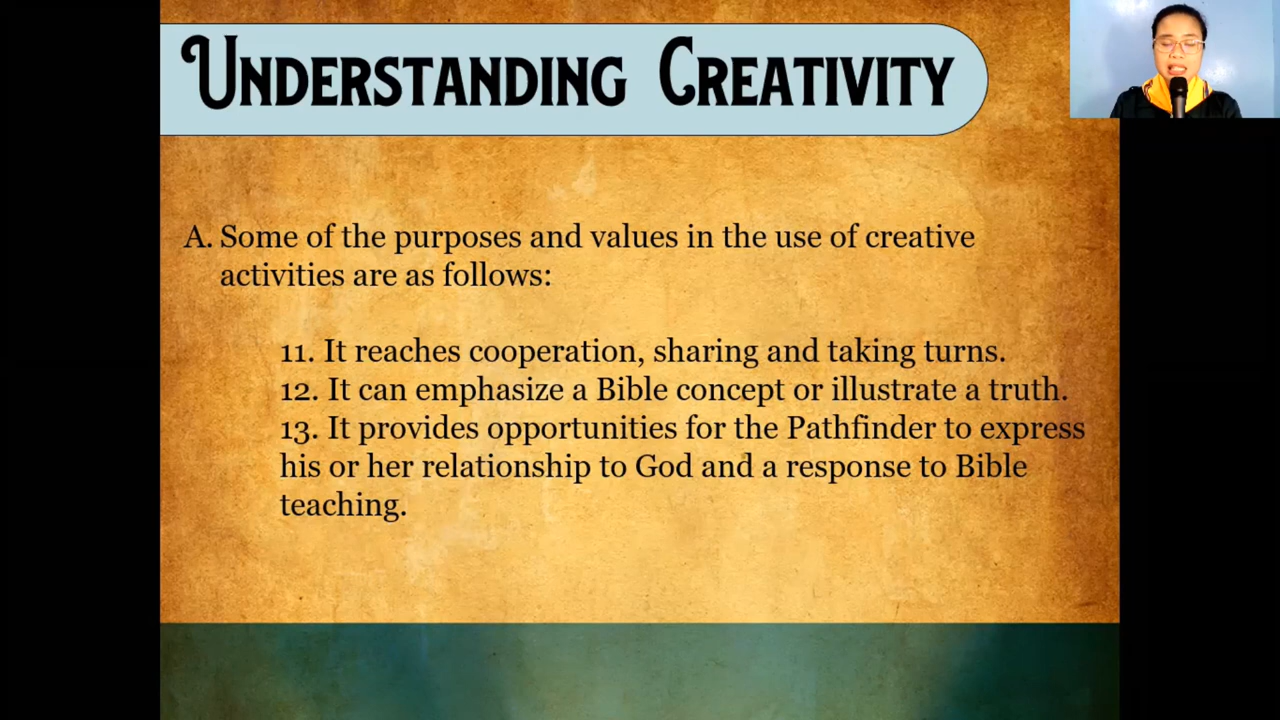 UNDERSTANDING CREATIVITY
A. Some of the purposes and values in the use of creative
activities are as follows:
11. It reaches cooperation, sharing and taking turns.
12. It can emphasize a Bible concept or illustrate a truth.
13. It provides opportunities for the Pathfinder to express
his or her relationship to God and a response to Bible
teaching.